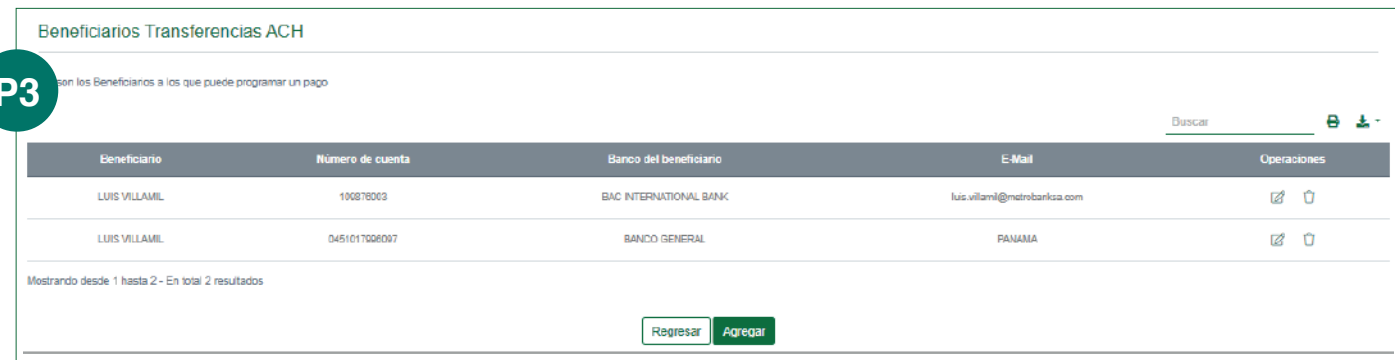 Beneficiarios Transferencias ACH
P3
son los Beneficiarios a los que puede programar un pago
Buscar
Beneficiario Número de cuenta Banco del beneficiario E-Mail Operaciones
LUIS VILLAMIL 100876003 BAC INTERNATIONAL BANK luis.villamil@metrobanksa.com
LUIS VILLAMIL 0451017996097 BANCO GENERAL PANAMA
Mostrando desde 1 hasta 2 - En total 2 resultados
Regresar Agregar